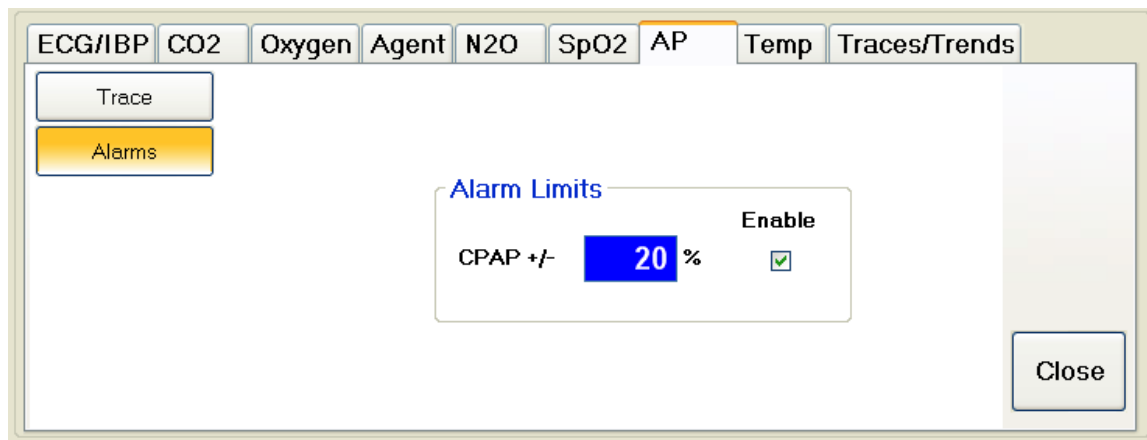 ECG/IBP CO2 Oxygen Agent N2O SpO2 AP Temp Traces/Trends
Trace
Alarms
Alarm Limits
Enable
CPAP +/- 20 %
Close